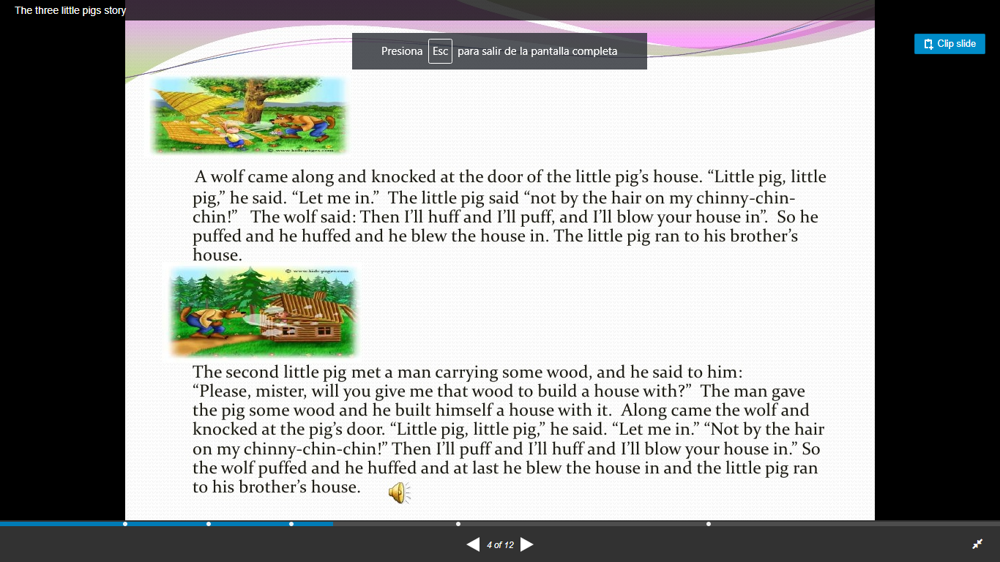 The three little pigs story
Presiona Esc para salir de la pantalla completa
Clip slide
© www.kids-pages.com
A wolf came along and knocked at the door of the little pig’s house. “Little pig, little
pig,” he said. “Let me in.”  The little pig said “not by the hair on my chinny-chin-
chin!”   The wolf said: Then I’ll huff and I’ll puff, and I’ll blow your house in”.  So he
puffed and he huffed and he blew the house in. The little pig ran to his brother’s
house.
© www.kids-pages.com
The second little pig met a man carrying some wood, and he said to him:
“Please, mister, will you give me that wood to build a house with?”  The man gave
the pig some wood and he built himself a house with it.  Along came the wolf and
knocked at the pig’s door. “Little pig, little pig,” he said. “Let me in.” “Not by the hair
on my chinny-chin-chin!” Then I’ll puff and I’ll huff and I’ll blow your house in.” So
the wolf puffed and he huffed and at last he blew the house in and the little pig ran
to his brother’s house.
4 of 12